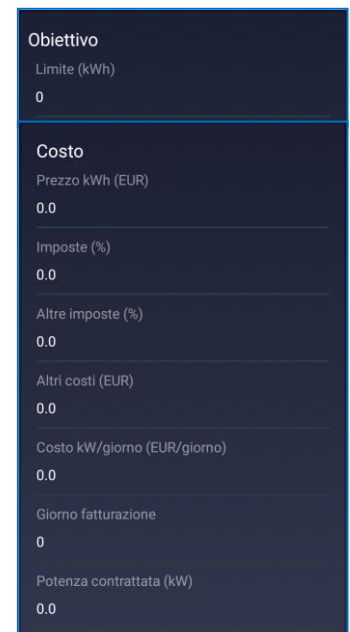 Obiettivo
Limite (kWh)
0
Costo
Prezzo kWh (EUR)
0.0
Imposte (%)
0.0
Altre imposte (%)
0.0
Altri costi (EUR)
0.0
Costo kW/giorno (EUR/giorno)
0.0
Giorno fatturazione
0
Potenza contrattata (kW)
0.0